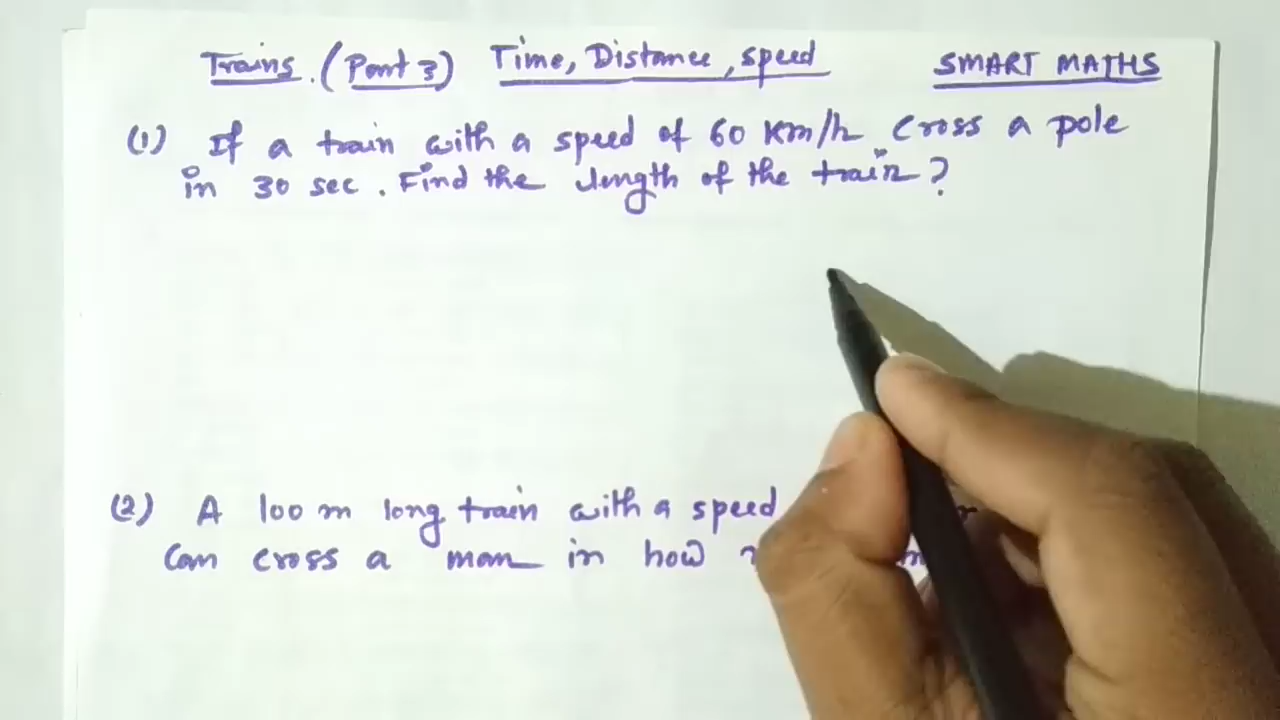 Trains. (Part 3) Time, Distance, speed SMART MATHS
(1) If a train with a speed of 60 Km/h. Cross a pole
in 30 sec. Find the length of the train?
(2) A 100 m long train with a speed
Can cross a man in how